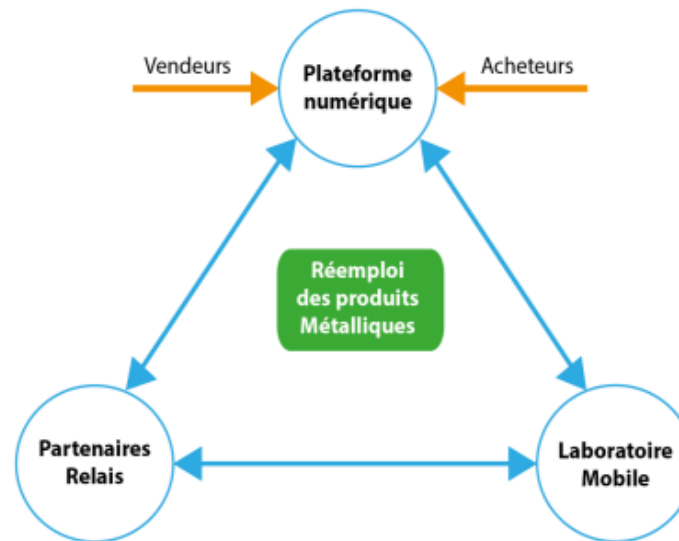 Vendeurs
Acheteurs
Plateforme
numérique
Réemploi
des produits
Métalliques
Partenaires
Relais
Laboratoire
Mobile